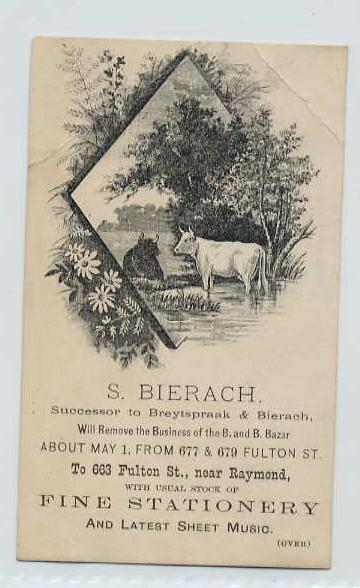 S. BIERACH.
Successor to Breytspraak & Bierach,
Will Remove the Business of the B. and B. Bazar
ABOUT MAY 1, FROM 677 & 679 FULTON ST.
To 663 Fulton St., near Raymond,
WITH USUAL STOCK OF
FINE STATIONERY
AND LATEST SHEET MUSIC.
(OVER)